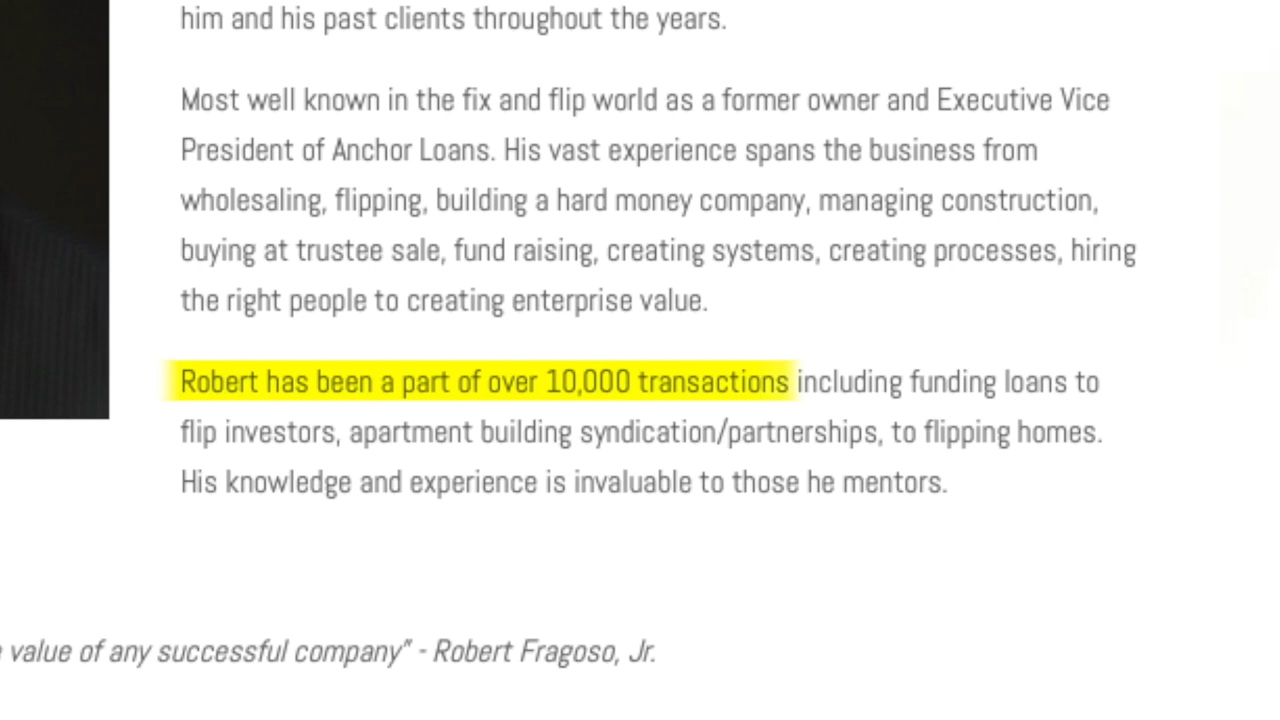 him and his past clients throughout the years.
Most well known in the fix and flip world as a former owner and Executive Vice
President of Anchor Loans. His vast experience spans the business from
wholesaling, flipping, building a hard money company, managing construction,
buying at trustee sale, fund raising, creating systems, creating processes, hiring
the right people to creating enterprise value.
Robert has been a part of over 10,000 transactions including funding loans to
flip investors, apartment building syndication/partnerships, to flipping homes.
His knowledge and experience is invaluable to those he mentors.
value of any successful company" - Robert Fragoso, Jr.